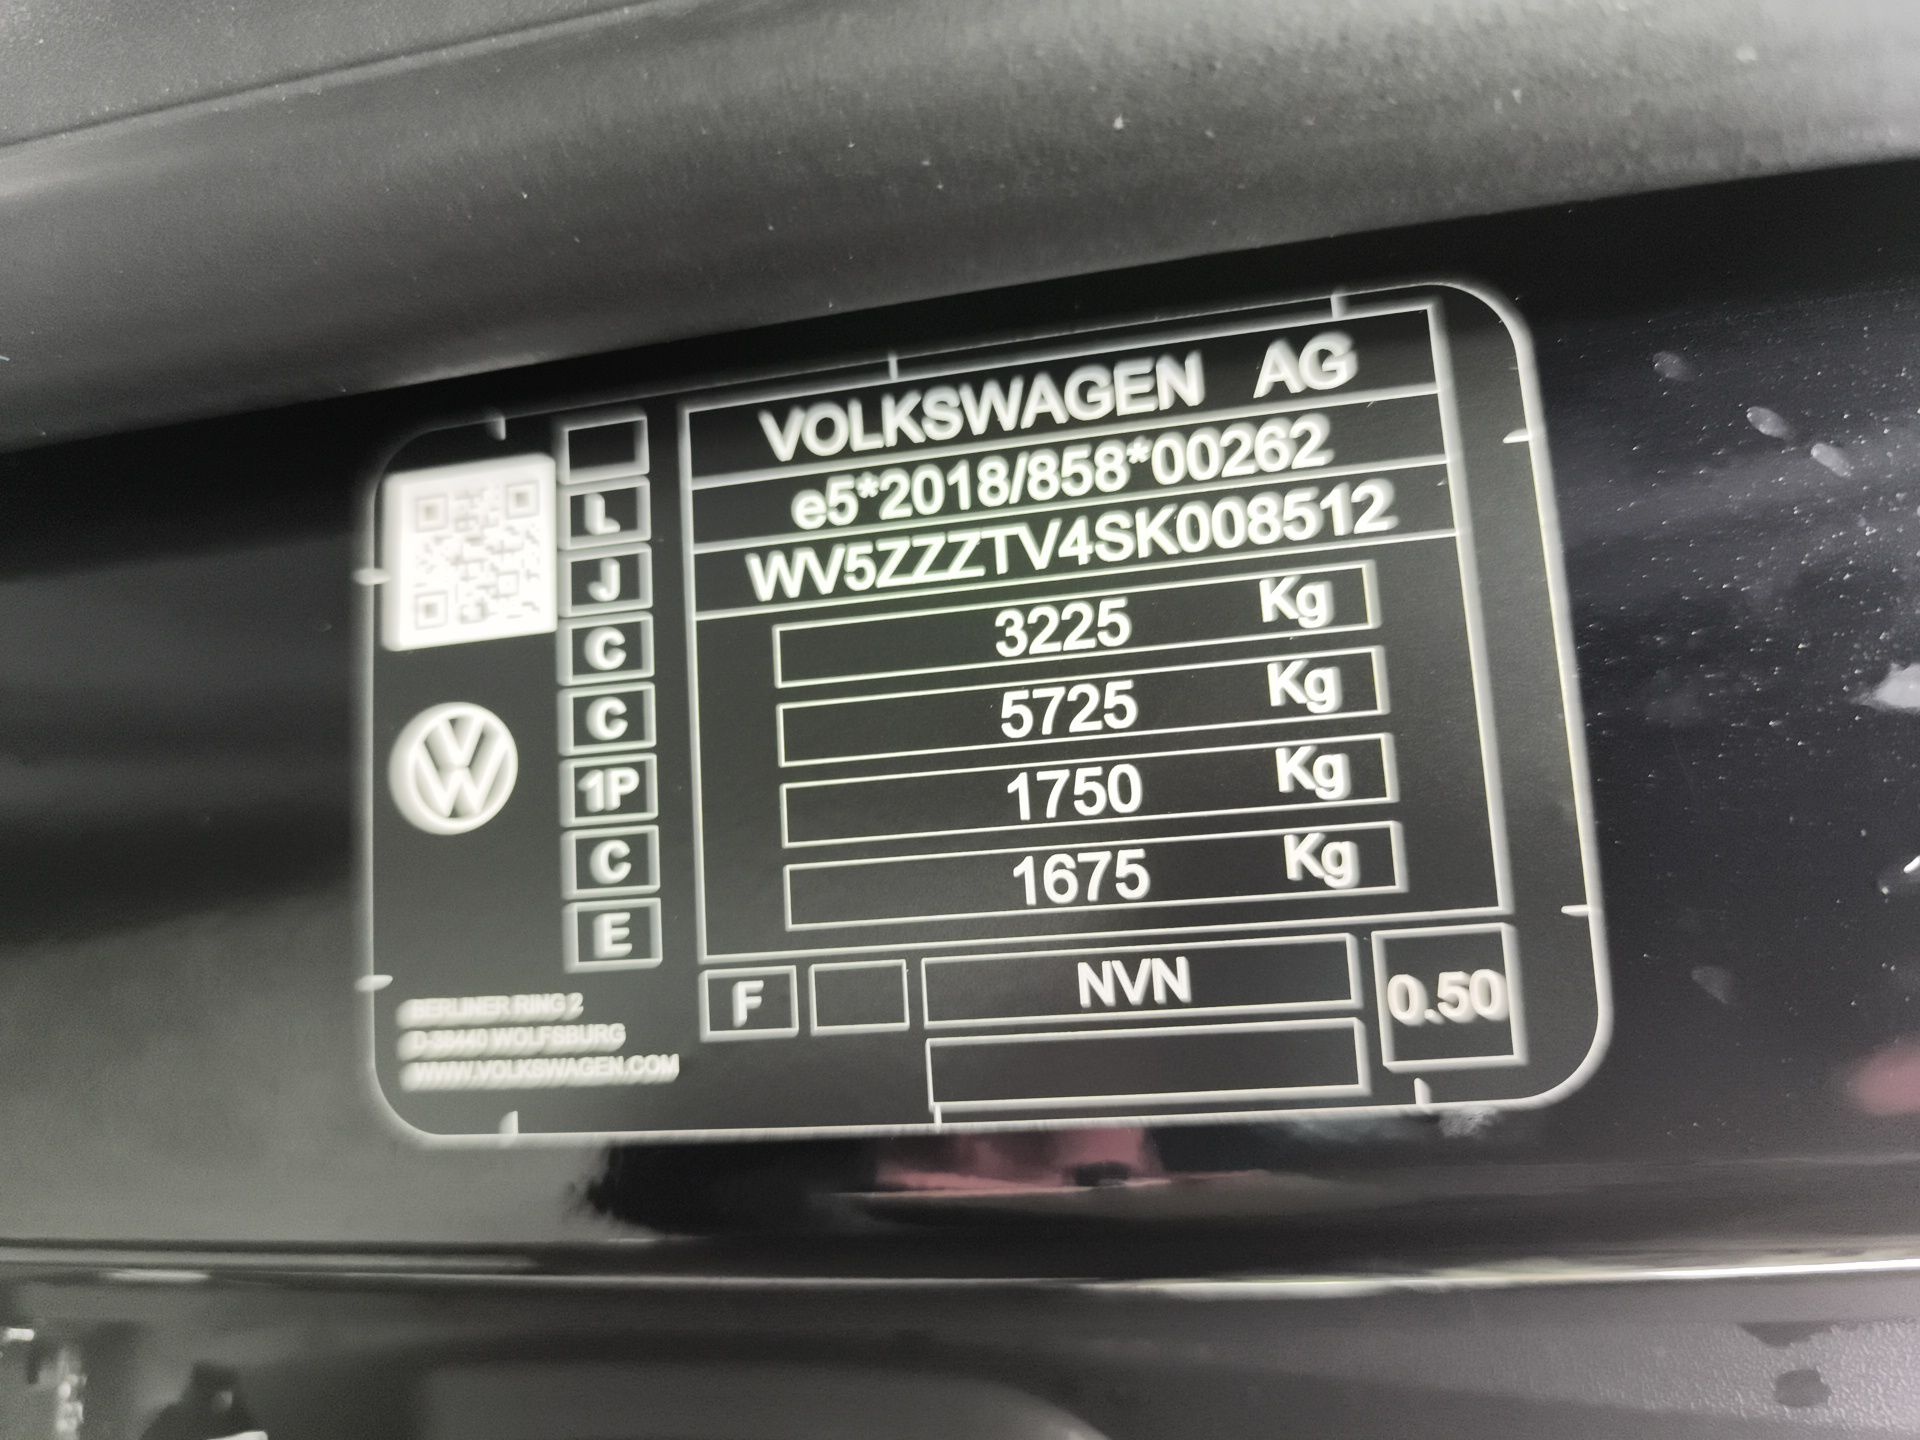 VOLKSWAGEN AG
e5*2018/858*00262
WV5ZZZTV4SK008512
3225 Kg
5725 Kg
1750 Kg
1675 Kg
L
J
C
C
1P
C
E
F
NVN
0.50
BERLINER RING 2
D-38440 WOLFSBURG
WWW.VOLKSWAGEN.COM